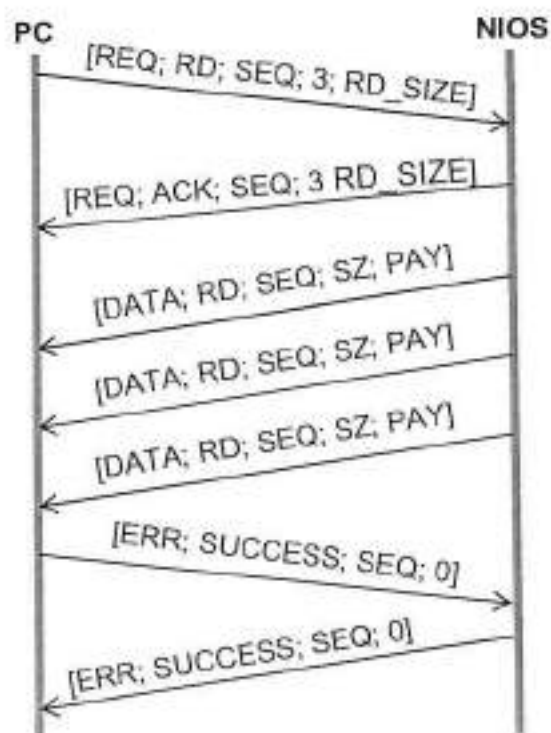 PC
NIOS
[REQ; RD; SEQ; 3; RD_SIZE]
[REQ; ACK; SEQ; 3 RD_SIZE]
[DATA; RD; SEQ; SZ; PAY]
[DATA; RD; SEQ; SZ; PAY]
[DATA; RD; SEQ; SZ; PAY]
[ERR; SUCCESS; SEQ; 0]
[ERR; SUCCESS; SEQ; 0]